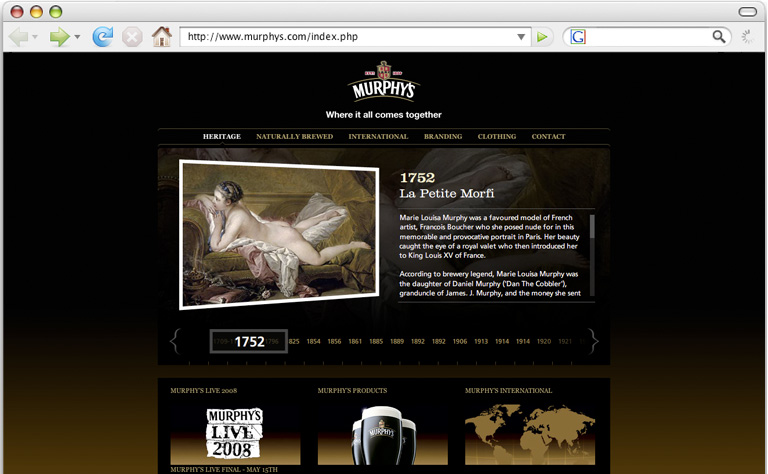 http://www.murphys.com/index.php
G
ESTD 1856
MURPHY'S
Where it all comes together
HERITAGE NATURALLY BREWED INTERNATIONAL BRANDING CLOTHING CONTACT
1752
La Petite Morfi
Marie Louisa Murphy was a favoured model of French
artist, Francois Boucher who she posed nude for in this
memorable and provocative portrait in Paris. Her beauty
caught the eye of a royal valet who then introduced her
to King Louis XV of France.
According to brewery legend, Marie Louisa Murphy was
the daughter of Daniel Murphy ('Dan The Cobbler'),
granduncle of James. J. Murphy, and the money she sent
1752 1796 825 1854 1856 1861 1885 1889 1892 1892 1906 1913 1914 1914 1920 1921
MURPHY'S LIVE 2008 MURPHY'S PRODUCTS MURPHY'S INTERNATIONAL
MURPHY'S
LIVE
2008
MURPHY'S
MURPHY'S LIVE FINAL - MAY 15TH